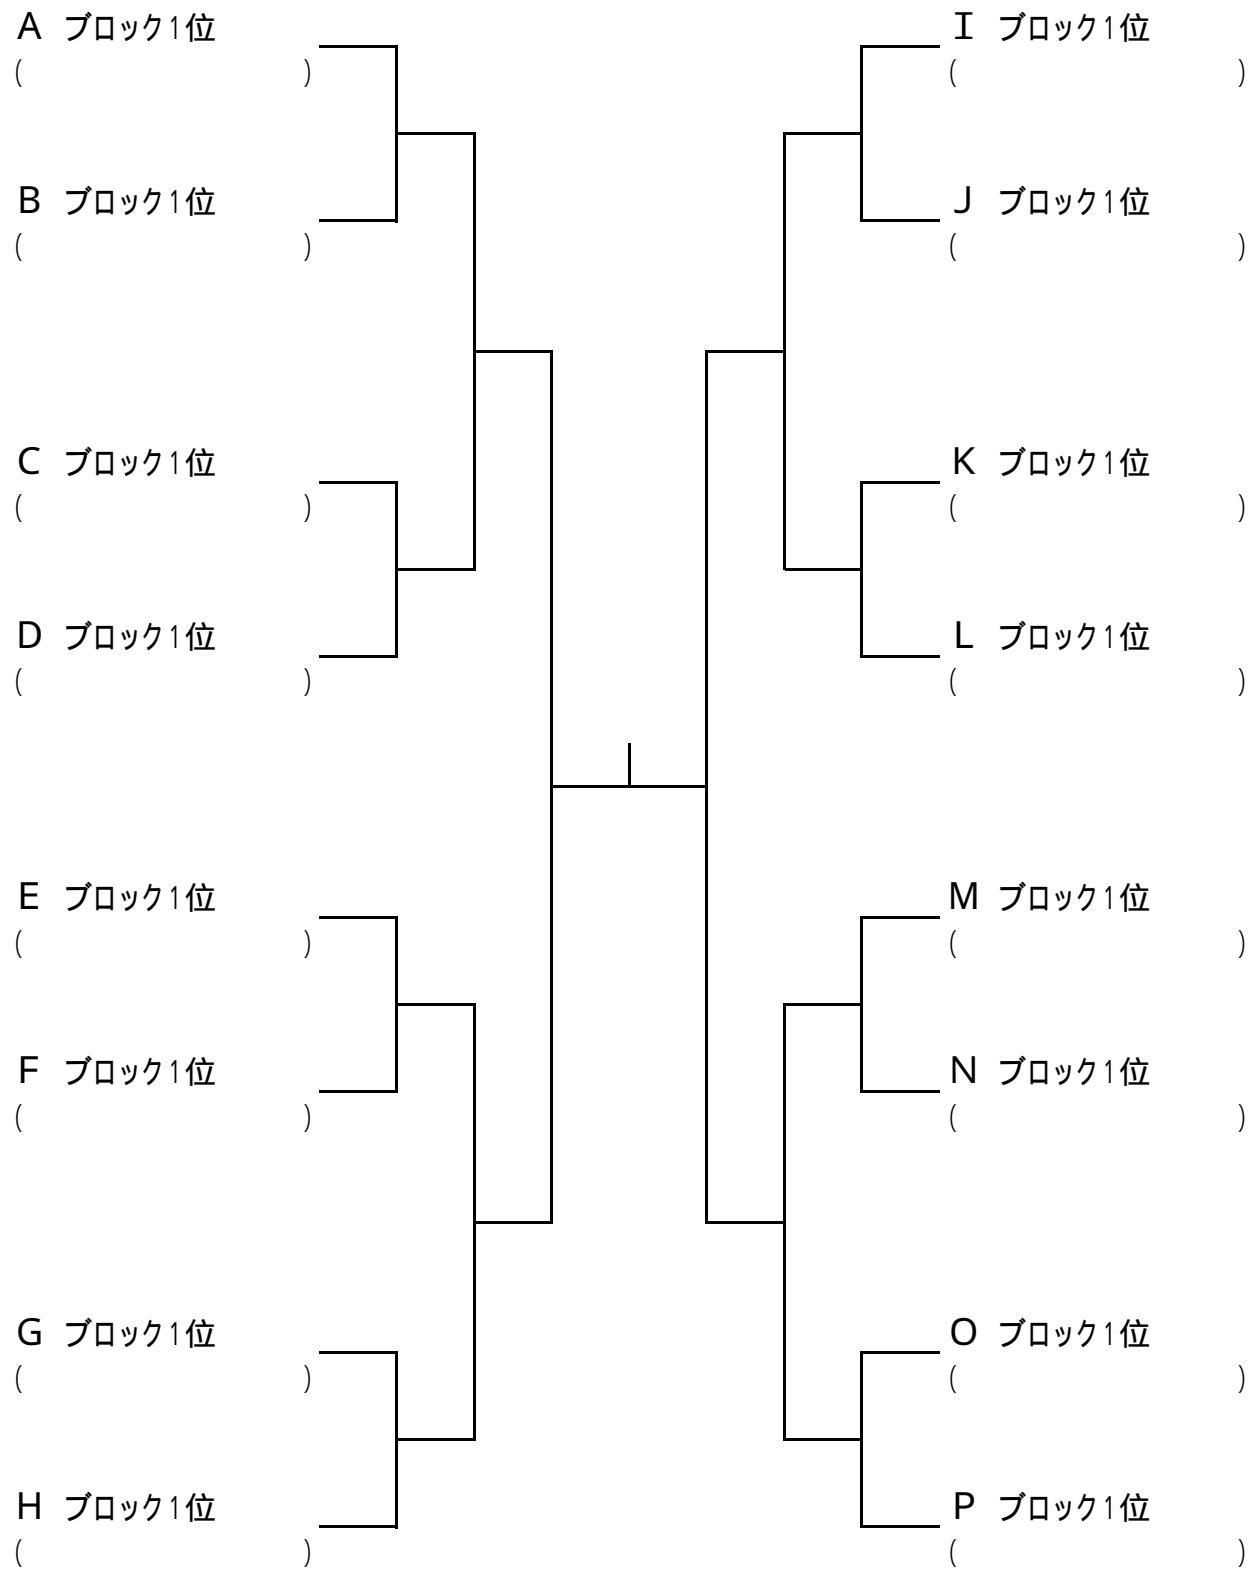 A ブロック1位
(　　　　　　　　)
B ブロック1位
(　　　　　　　　)
C ブロック1位
(　　　　　　　　)
D ブロック1位
(　　　　　　　　)
E ブロック1位
(　　　　　　　　)
F ブロック1位
(　　　　　　　　)
G ブロック1位
(　　　　　　　　)
H ブロック1位
(　　　　　　　　)
I ブロック1位
(　　　　　　　　)
J ブロック1位
(　　　　　　　　)
K ブロック1位
(　　　　　　　　)
L ブロック1位
(　　　　　　　　)
M ブロック1位
(　　　　　　　　)
N ブロック1位
(　　　　　　　　)
O ブロック1位
(　　　　　　　　)
P ブロック1位
(　　　　　　　　)